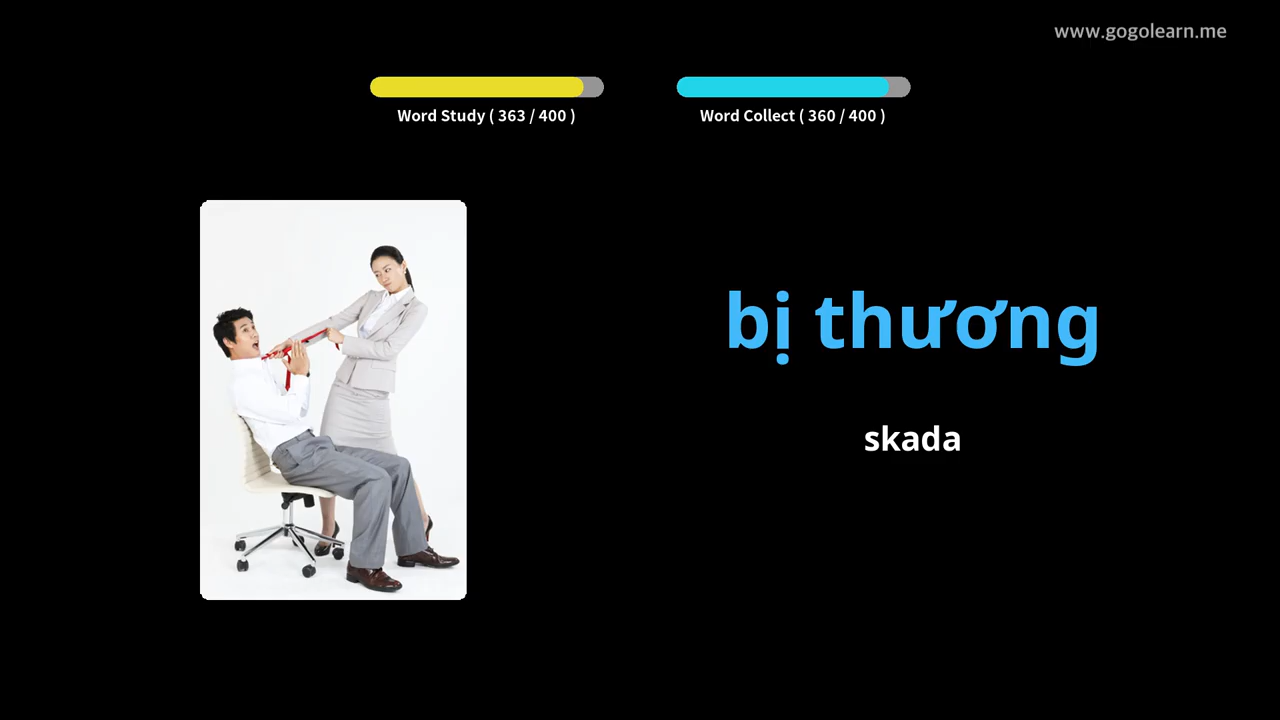 www.gogolearn.me
Word Study ( 363 / 400 )
Word Collect ( 360 / 400 )
bị thương
skada